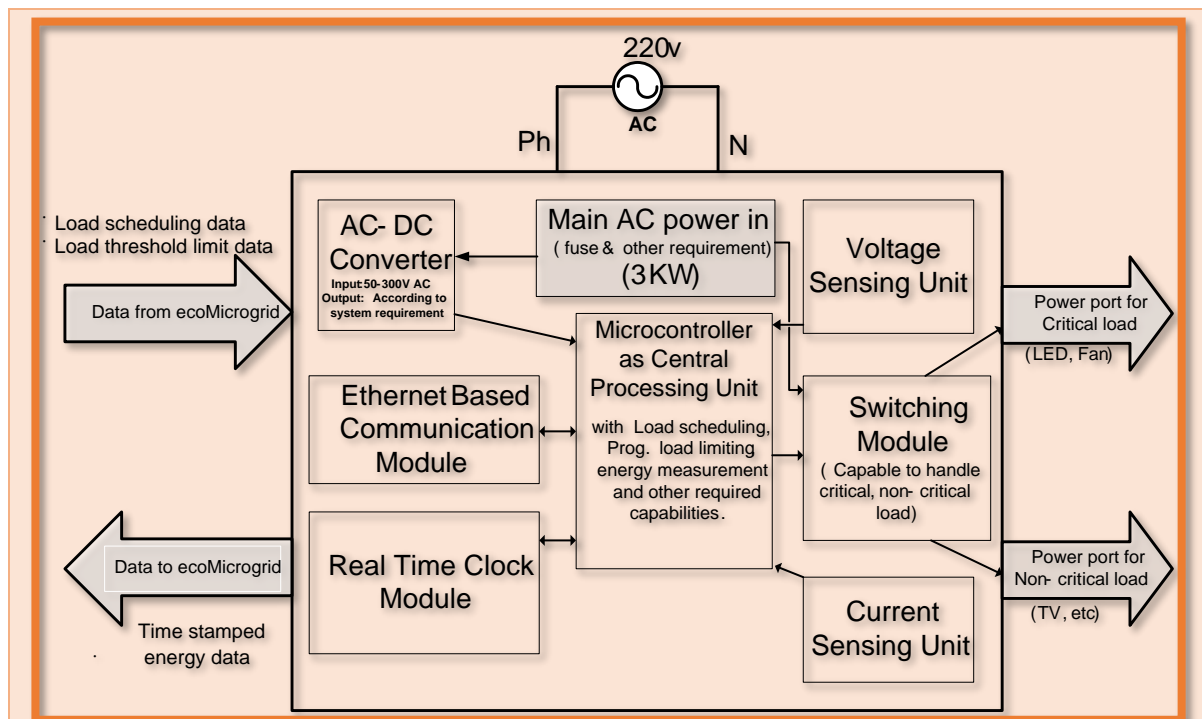 220v
AC
Ph
N
· Load scheduling data
· Load threshold limit data
Data from ecoMicrogrid
AC- DC
Converter
Input:50-300V AC
Output: According to
system requirement
Main AC power in
( fuse & other requirement)
(3KW)
Voltage
Sensing Unit
Power port for
Critical load
(LED, Fan)
Microcontroller
as Central
Processing Unit
with Load scheduling,
Prog. load limiting
energy measurement
and other required
capabilities.
Ethernet Based
Communication
Module
Switching
Module
( Capable to handle
critical, non- critical
load)
Data to ecoMicrogrid
Time stamped
· energy data
Real Time Clock
Module
Current
Sensing Unit
Power port for
Non- critical load
(TV, etc)